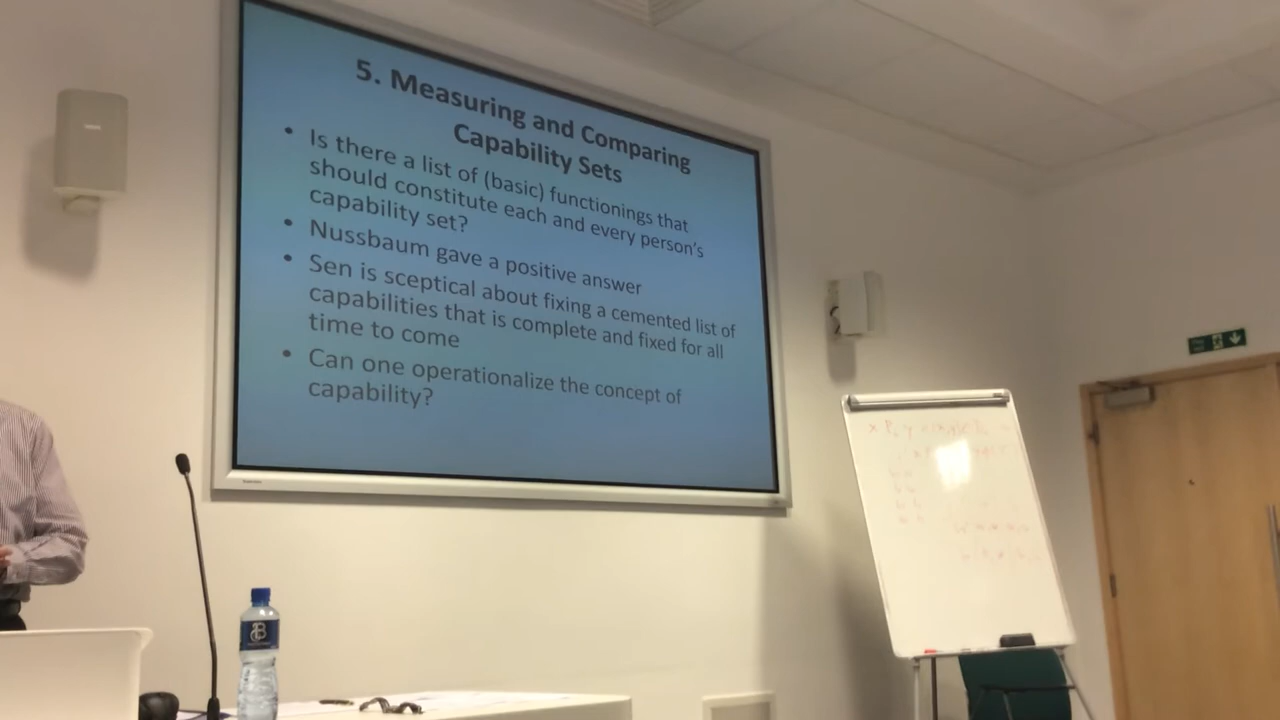 5. Measuring and Comparing
Capability Sets
• Is there a list of (basic) functionings that
should constitute each and every person's
capability set?
• Nussbaum gave a positive answer
• Sen is sceptical about fixing a cemented list of
capabilities that is complete and fixed for all
time to come
• Can one operationalize the concept of
capability?